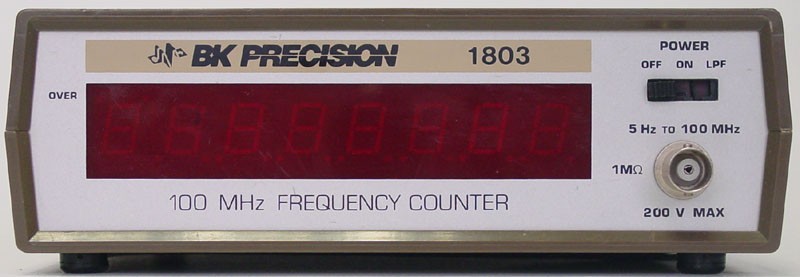 BK PRECISION 1803
POWER
OFF ON LPF
OVER
5 Hz TO 100 MHz
1MΩ
200 V MAX
100 MHz FREQUENCY COUNTER